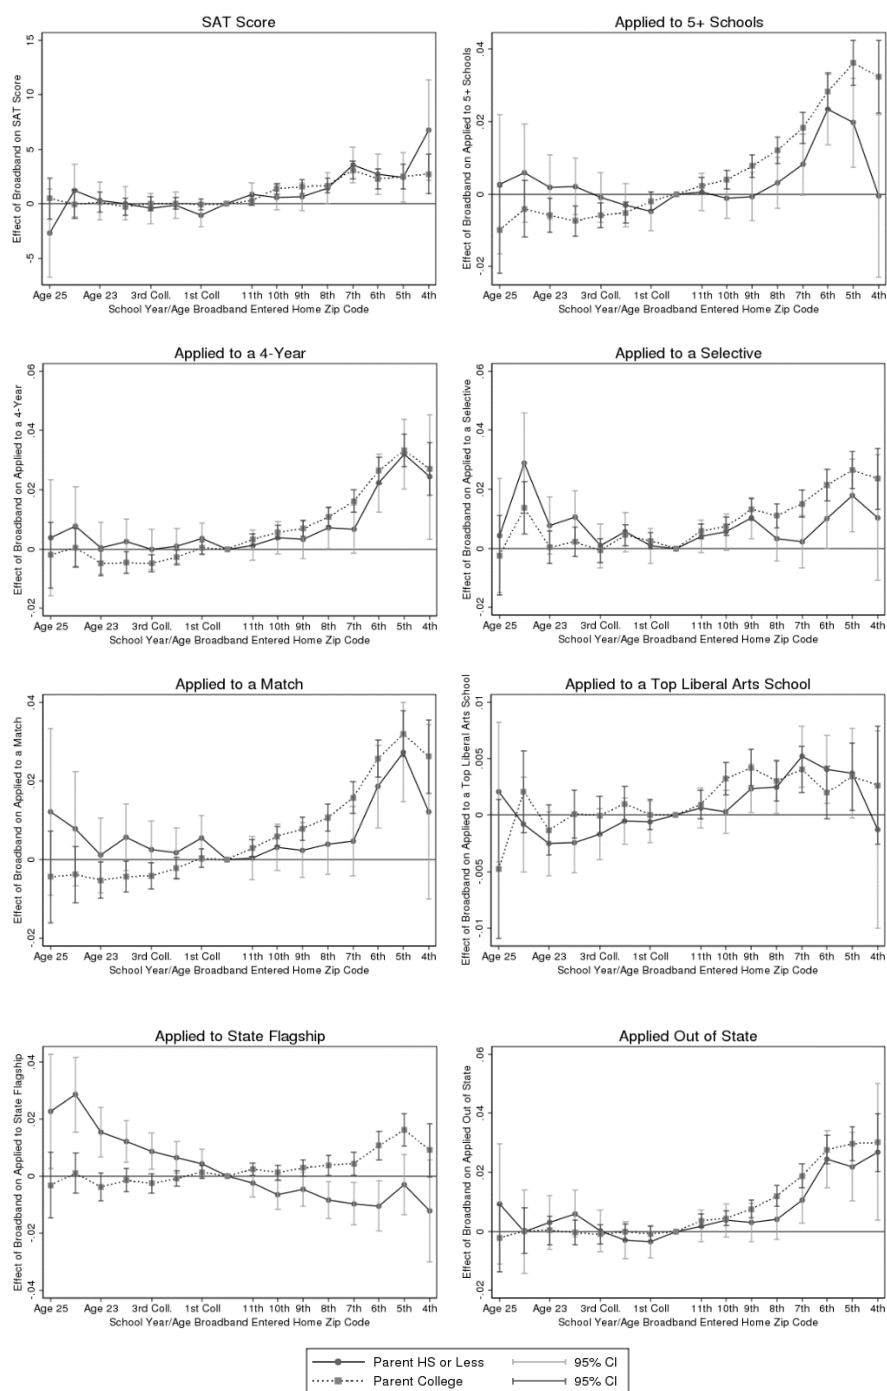 SAT Score
Effect of Broadband on SAT Score
15
10
5
0
-5
Age 25 Age 23 3rd Coll. 1st Coll 11th 10th 9th 8th 7th 6th 5th 4th
School Year/Age Broadband Entered Home Zip Code
Applied to 5+ Schools
Effect of Broadband on Applied to 5+ Schools
.04
.02
0
-.02
Age 25 Age 23 3rd Coll. 1st Coll 11th 10th 9th 8th 7th 6th 5th 4th
School Year/Age Broadband Entered Home Zip Code
Applied to a 4-Year
Effect of Broadband on Applied to a 4-Year
.06
.04
.02
0
-.02
Age 25 Age 23 3rd Coll. 1st Coll 11th 10th 9th 8th 7th 6th 5th 4th
School Year/Age Broadband Entered Home Zip Code
Applied to a Selective
Effect of Broadband on Applied to a Selective
.06
.04
.02
0
-.02
Age 25 Age 23 3rd Coll. 1st Coll 11th 10th 9th 8th 7th 6th 5th 4th
School Year/Age Broadband Entered Home Zip Code
Applied to a Match
Effect of Broadband on Applied to a Match
.04
.02
0
-.02
Age 25 Age 23 3rd Coll. 1st Coll 11th 10th 9th 8th 7th 6th 5th 4th
School Year/Age Broadband Entered Home Zip Code
Applied to a Top Liberal Arts School
Effect of Broadband on Applied to a Top Liberal Arts School
.01
.005
0
-.005
-.01
Age 25 Age 23 3rd Coll. 1st Coll 11th 10th 9th 8th 7th 6th 5th 4th
School Year/Age Broadband Entered Home Zip Code
Applied to State Flagship
Effect of Broadband on Applied to State Flagship
.04
.02
0
-.02
-.04
Age 25 Age 23 3rd Coll. 1st Coll 11th 10th 9th 8th 7th 6th 5th 4th
School Year/Age Broadband Entered Home Zip Code
Applied Out of State
Effect of Broadband on Applied Out of State
.06
.04
.02
0
-.02
Age 25 Age 23 3rd Coll. 1st Coll 11th 10th 9th 8th 7th 6th 5th 4th
School Year/Age Broadband Entered Home Zip Code
Parent HS or Less 95% CI
Parent College 95% CI